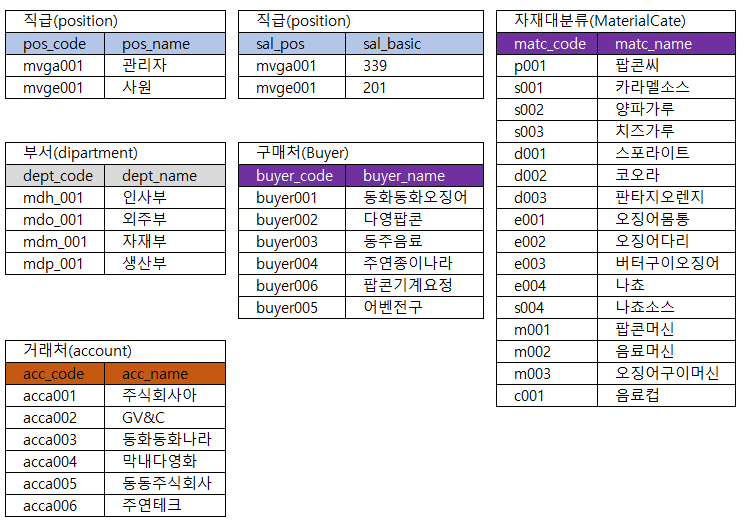 직급(position)
pos_code pos_name
mvga001 관리자
mvge001 사원
직급(position)
sal_pos sal_basic
mvga001 339
mvge001 201
자재대분류(MaterialCate)
matc_code matc_name
p001 팝콘씨
s001 카라멜소스
s002 양파가루
s003 치즈가루
d001 스포라이트
d002 코오라
d003 판타지오렌지
e001 오징어몸통
e002 오징어다리
e003 버터구이오징어
e004 나쵸
s004 나쵸소스
m001 팝콘머신
m002 음료머신
m003 오징어구이머신
c001 음료컵
부서(dipartment)
dept_code dept_name
mdh_001 인사부
mdo_001 외주부
mdm_001 자재부
mdp_001 생산부
구매처(Buyer)
buyer_code buyer_name
buyer001 동화동화오징어
buyer002 다영팝콘
buyer003 동주음료
buyer004 주연종이나라
buyer006 팝콘기계요정
buyer005 어벤전구
거래처(account)
acc_code acc_name
acca001 주식회사아
acca002 GV&C
acca003 동화동화나라
acca004 막내다영화
acca005 동동주식회사
acca006 주연테크